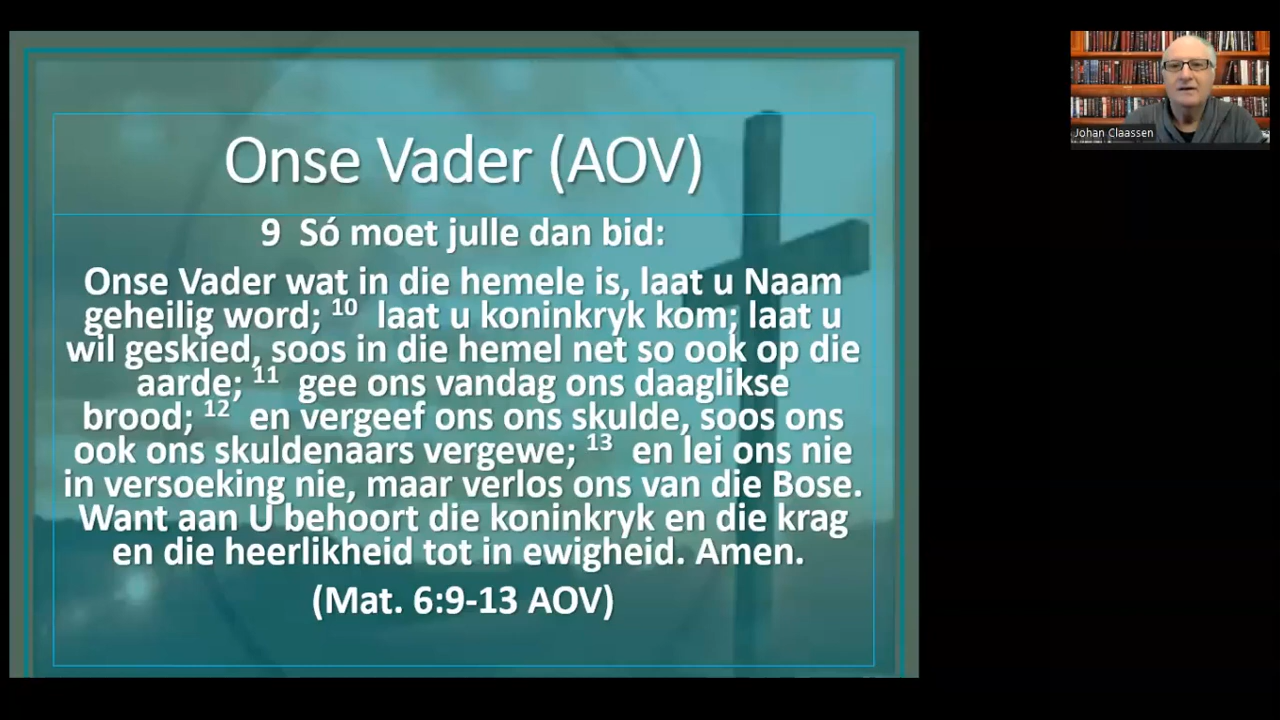 Onse Vader (AOV)
9 Só moet julle dan bid:
Onse Vader wat in die hemele is, laat u Naam
geheilig word; 10 laat u koninkryk kom; laat u
wil geskied, soos in die hemel net so ook op die
aarde; 11 gee ons vandag ons daaglikse
brood; 12 en vergeef ons ons skulde, soos ons
ook ons skuldenaars vergewe; 13 en lei ons nie
in versoeking nie, maar verlos ons van die Bose.
Want aan U behoort die koninkryk en die krag
en die heerlikheid tot in ewigheid. Amen.
(Mat. 6:9-13 AOV)
Johan Claassen